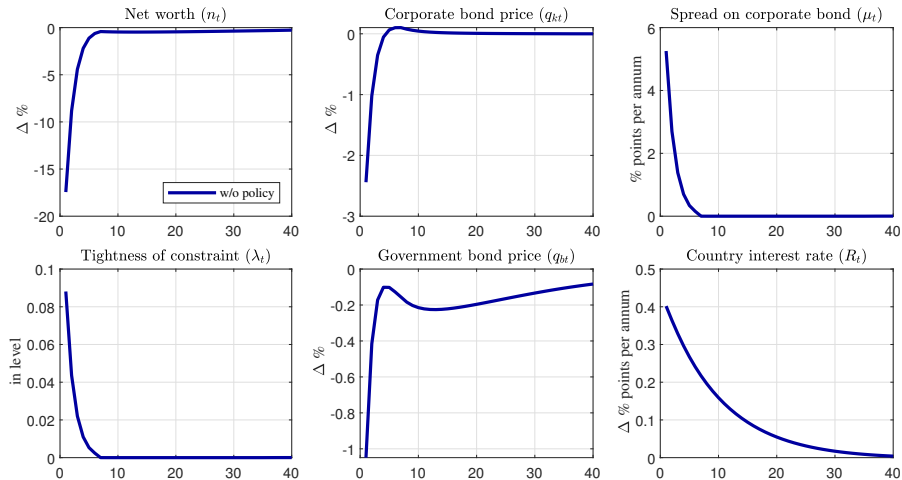 Net worth (nₜ)
0
-5
-10
-15
-20
Δ %
w/o policy
0 10 20 30 40
Corporate bond price (qₖₜ)
0
-1
-2
-3
Δ %
0 10 20 30 40
Spread on corporate bond (μₜ)
6
4
2
0
% points per annum
0 10 20 30 40
Tightness of constraint (λₜ)
0.1
0.08
0.06
0.04
0.02
0
in level
0 10 20 30 40
Government bond price (q_bt)
0
-0.2
-0.4
-0.6
-0.8
-1
Δ %
0 10 20 30 40
Country interest rate (Rₜ)
0.5
0.4
0.3
0.2
0.1
0
Δ % points per annum
0 10 20 30 40